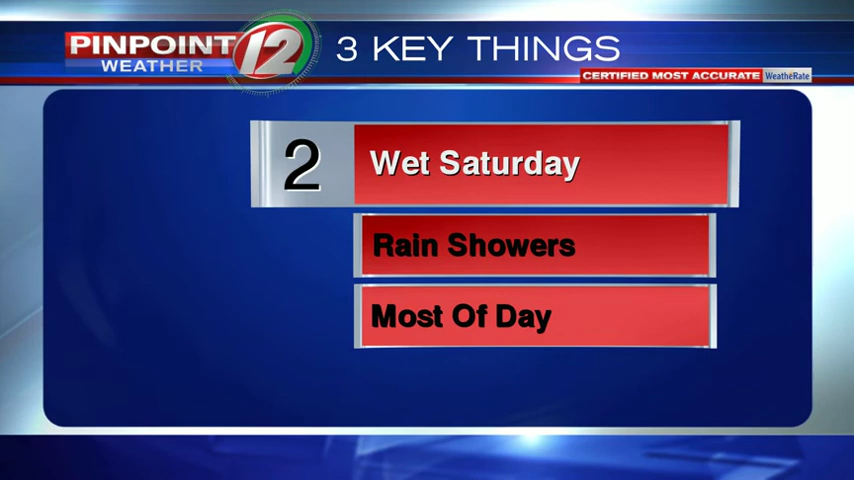 PINPOINT 12 3 KEY THINGS
WEATHER
CERTIFIED MOST ACCURATE WeatheRate
2 Wet Saturday
Rain Showers
Most Of Day